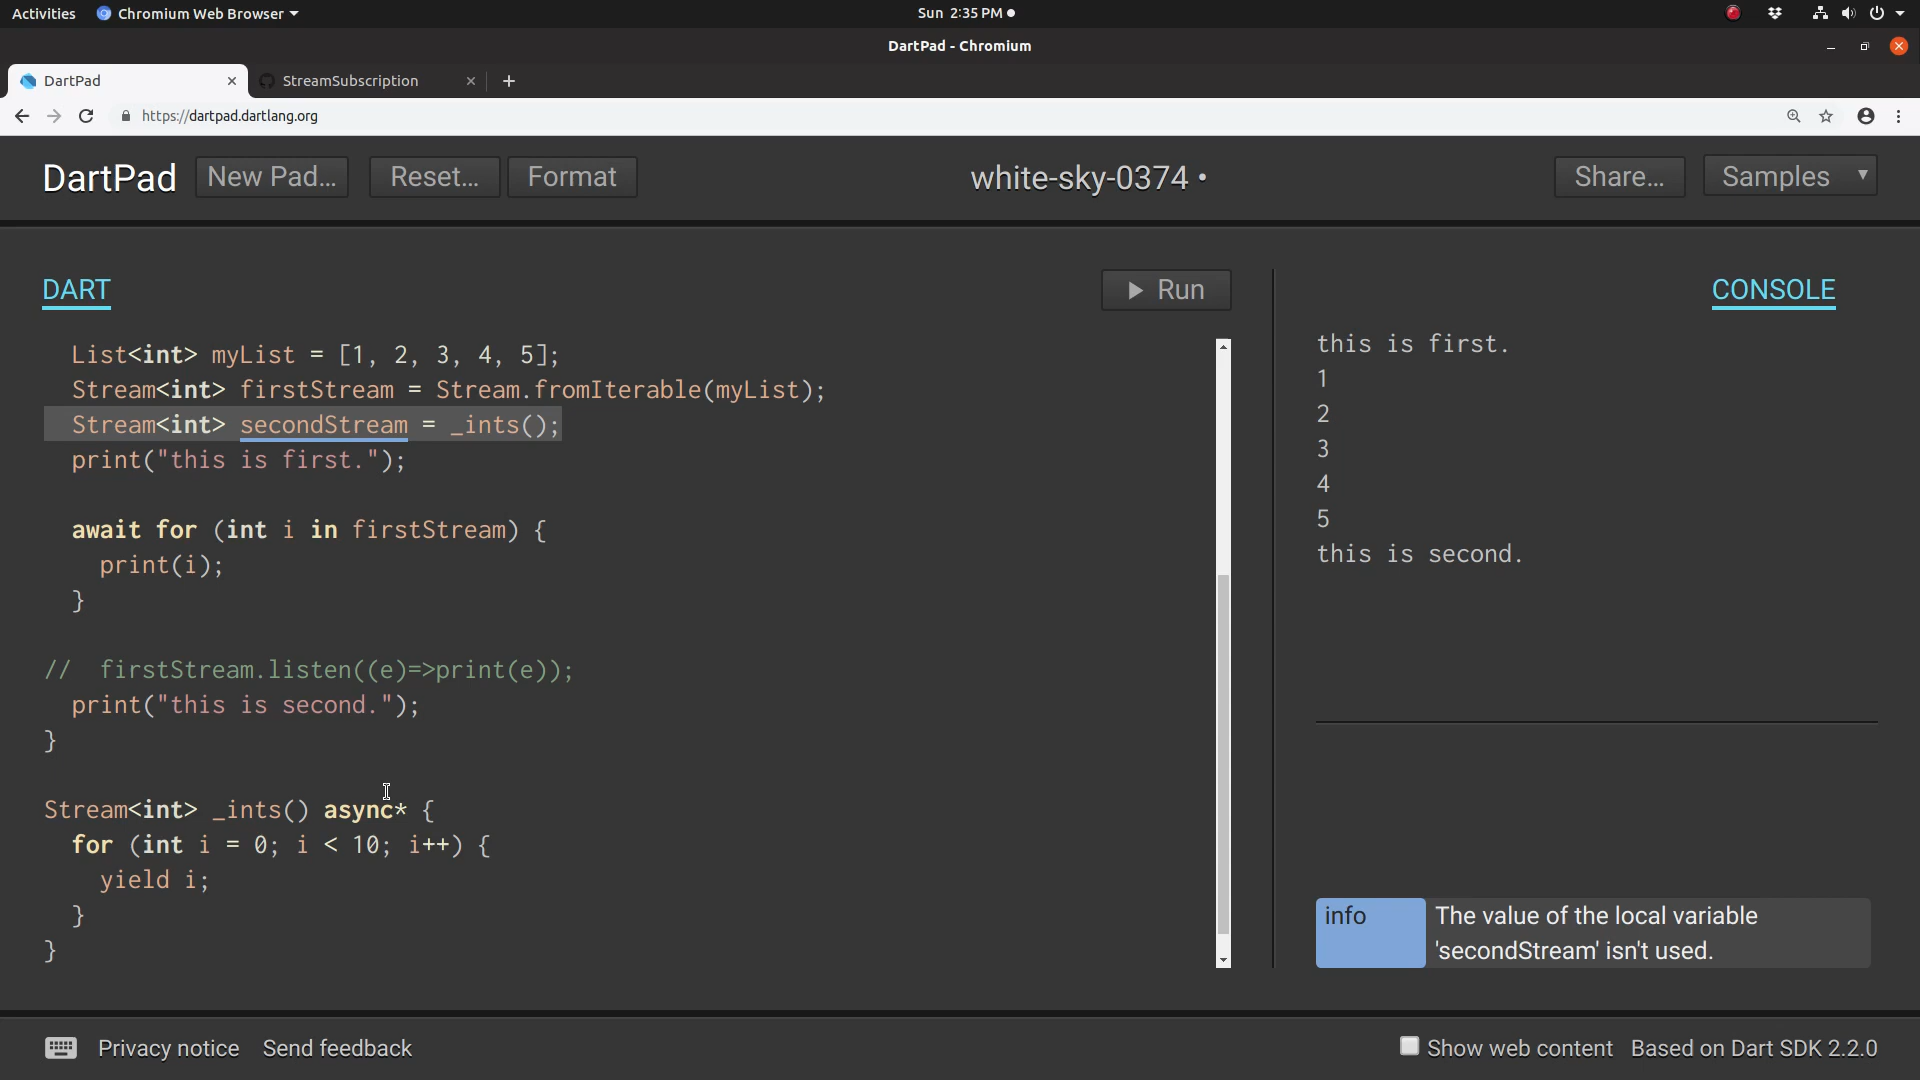 Activities Chromium Web Browser Sun 2:35 PM
DartPad - Chromium
DartPad StreamSubscription
https://dartpad.dartlang.org
DartPad New Pad... Reset... Format white-sky-0374 • Share... Samples
DART Run CONSOLE
List<int> myList = [1, 2, 3, 4, 5];
Stream<int> firstStream = Stream.fromIterable(myList);
Stream<int> secondStream = _ints();
print("this is first.");
await for (int i in firstStream) {
print(i);
}
//  firstStream.listen((e)=>print(e));
print("this is second.");
}
Stream<int> _ints() async* {
for (int i = 0; i < 10; i++) {
yield i;
}
}
this is first.
1
2
3
4
5
this is second.
info The value of the local variable
'secondStream' isn't used.
Privacy notice Send feedback Show web content Based on Dart SDK 2.2.0